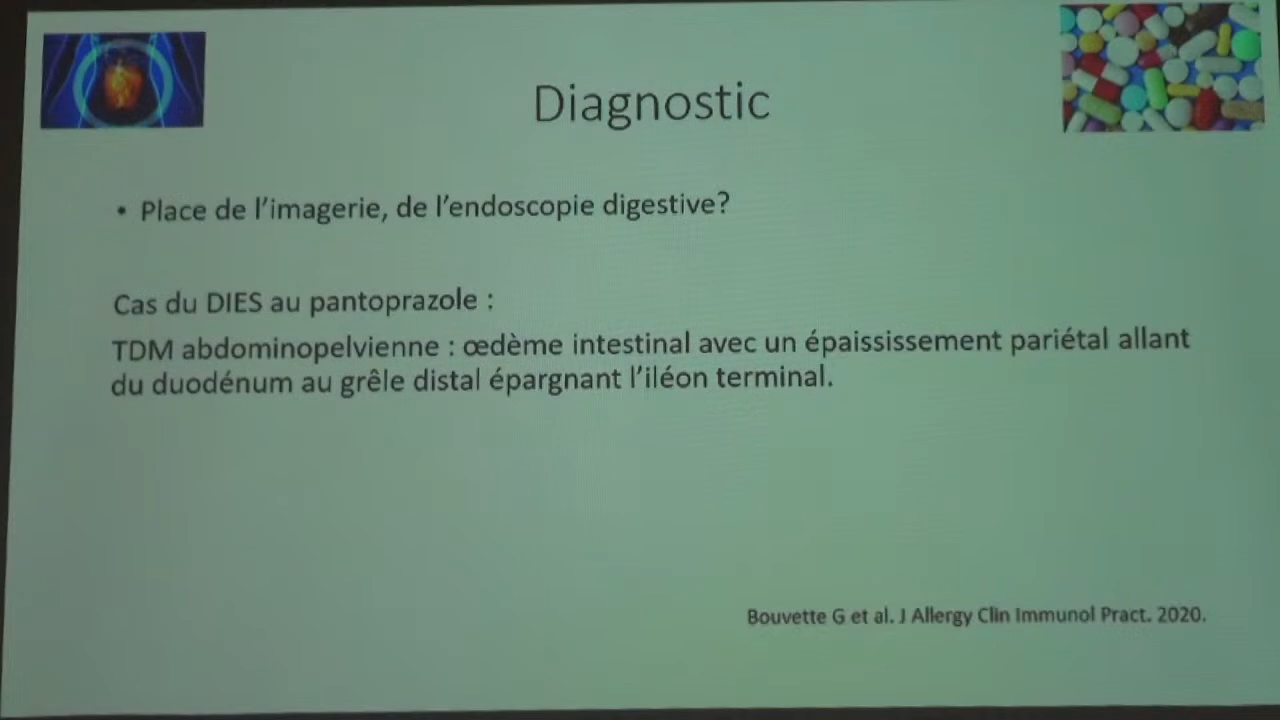 Diagnostic
• Place de l'imagerie, de l'endoscopie digestive?
Cas du DIES au pantoprazole :
TDM abdominopelvienne : œdème intestinal avec un épaississement pariétal allant
du duodénum au grêle distal épargnant l'iléon terminal.
Bouvette G et al. J Allergy Clin Immunol Pract. 2020.